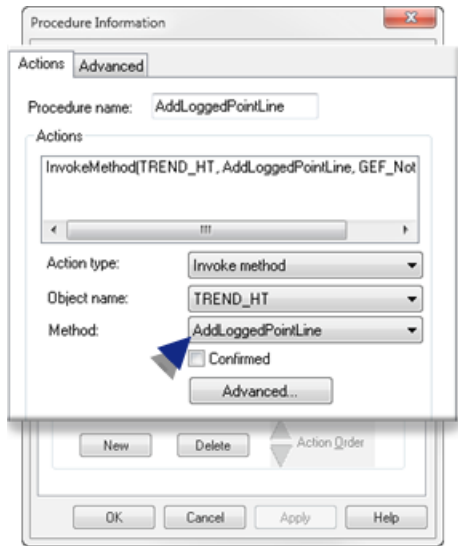 Procedure Information
Actions Advanced
Procedure name: AddLoggedPointLine
Actions
InvokeMethod(TREND_HT, AddLoggedPointLine, GEF_Not
Action type: Invoke method
Object name: TREND_HT
Method: AddLoggedPointLine
Confirmed
Advanced...
New Delete Action Order
OK Cancel Apply Help